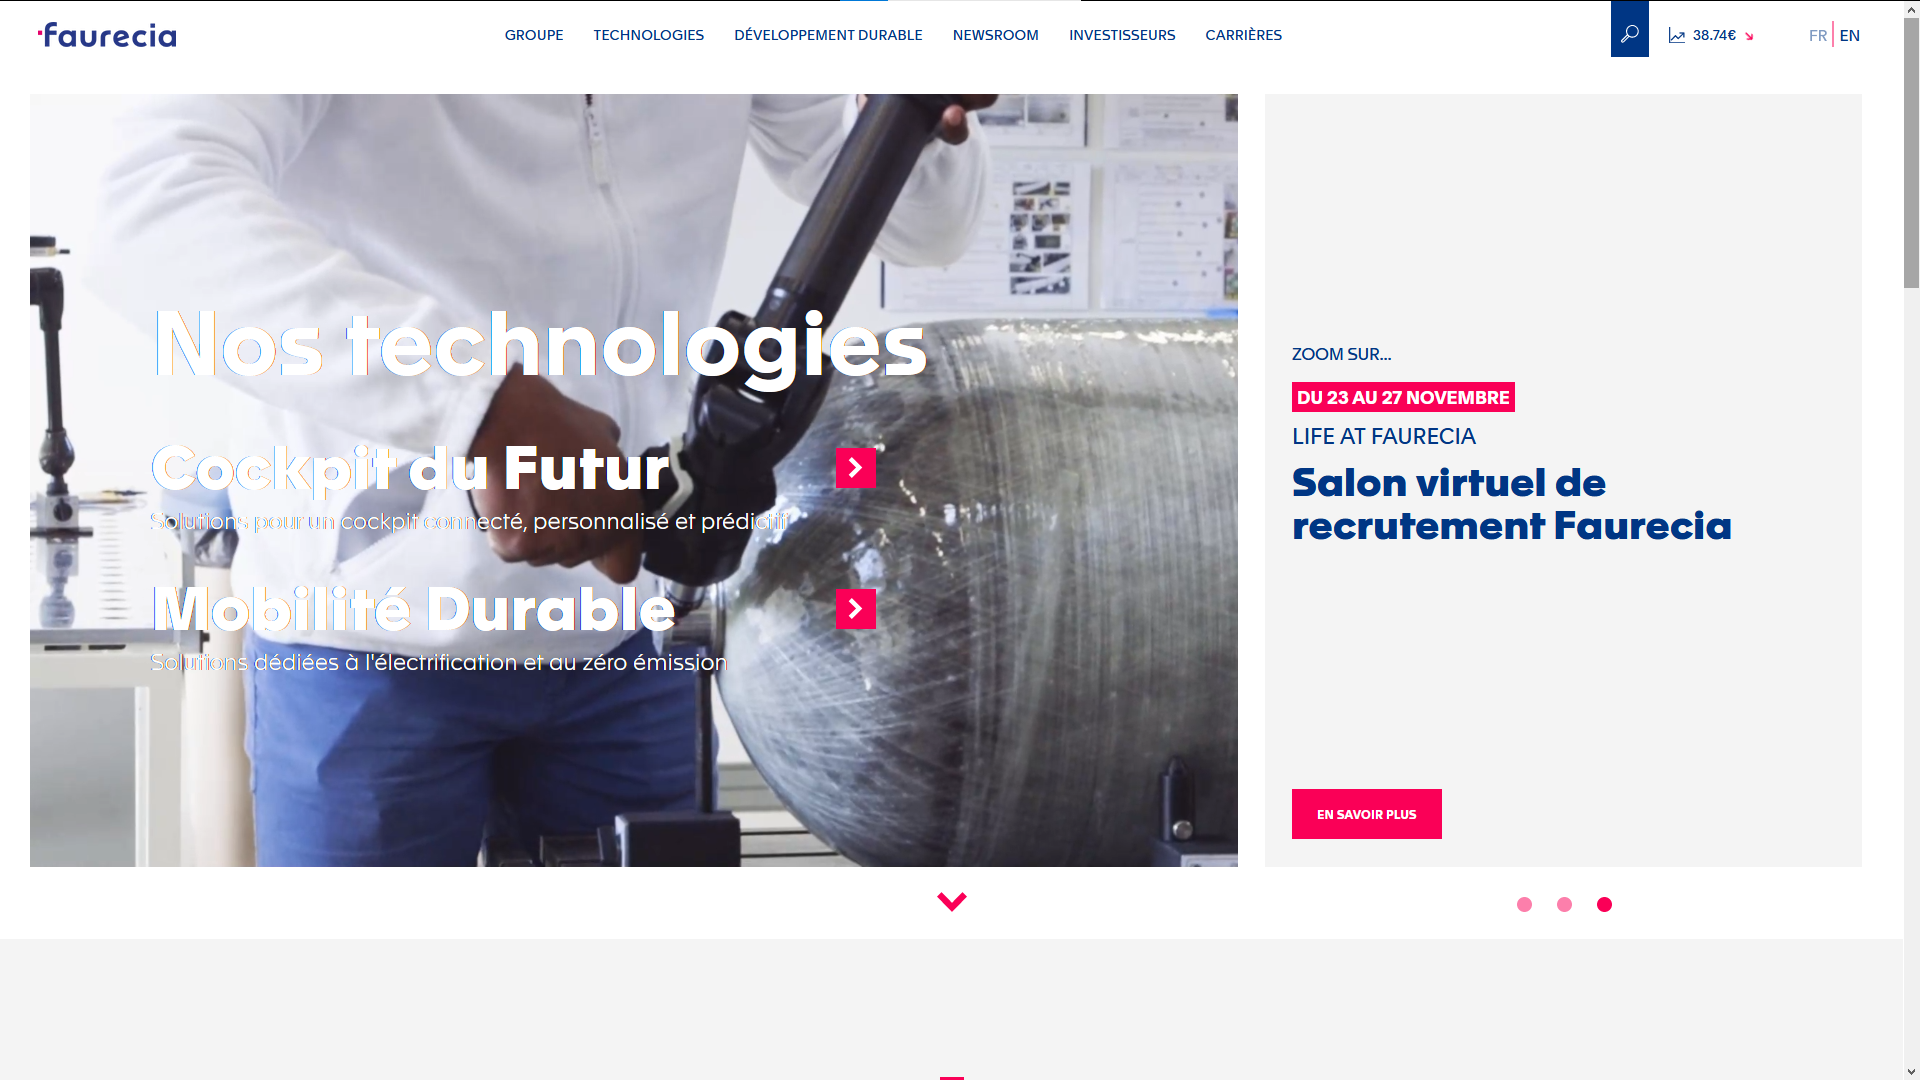 faurecia
GROUPE TECHNOLOGIES DÉVELOPPEMENT DURABLE NEWSROOM INVESTISSEURS CARRIÈRES
38.74€
FR EN
Nos technologies
Cockpit du Futur
Solutions pour un cockpit connecté, personnalisé et prédictif
Mobilité Durable
Solutions dédiées à l'électrification et au zéro émission
ZOOM SUR...
DU 23 AU 27 NOVEMBRE
LIFE AT FAURECIA
Salon virtuel de
recrutement Faurecia
EN SAVOIR PLUS